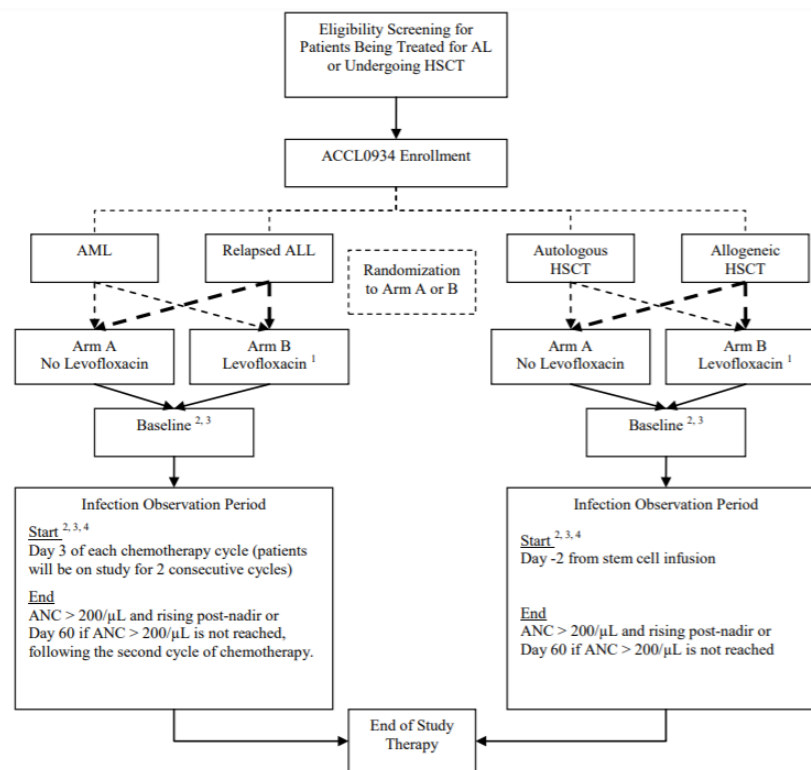 Eligibility Screening for
Patients Being Treated for AL
or Undergoing HSCT
ACCL0934 Enrollment
AML
Relapsed ALL
Randomization
to Arm A or B
Autologous
HSCT
Allogeneic
HSCT
Arm A
No Levofloxacin
Arm B
Levofloxacin ¹
Arm A
No Levofloxacin
Arm B
Levofloxacin ¹
Baseline ²,³
Baseline ²,³
Infection Observation Period
Start ²,³,⁴
Day 3 of each chemotherapy cycle (patients
will be on study for 2 consecutive cycles)
End
ANC > 200/µL and rising post-nadir or
Day 60 if ANC > 200/µL is not reached,
following the second cycle of chemotherapy.
Infection Observation Period
Start ²,³,⁴
Day -2 from stem cell infusion
End
ANC > 200/µL and rising post-nadir or
Day 60 if ANC > 200/µL is not reached
End of Study
Therapy